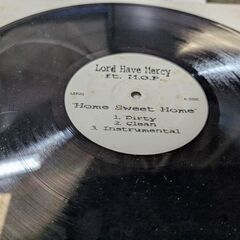 Lord Have Mercy
ft. M.O.P
"Home Sweet Home"
1. Dirty
2. Clean
3. Instrumental